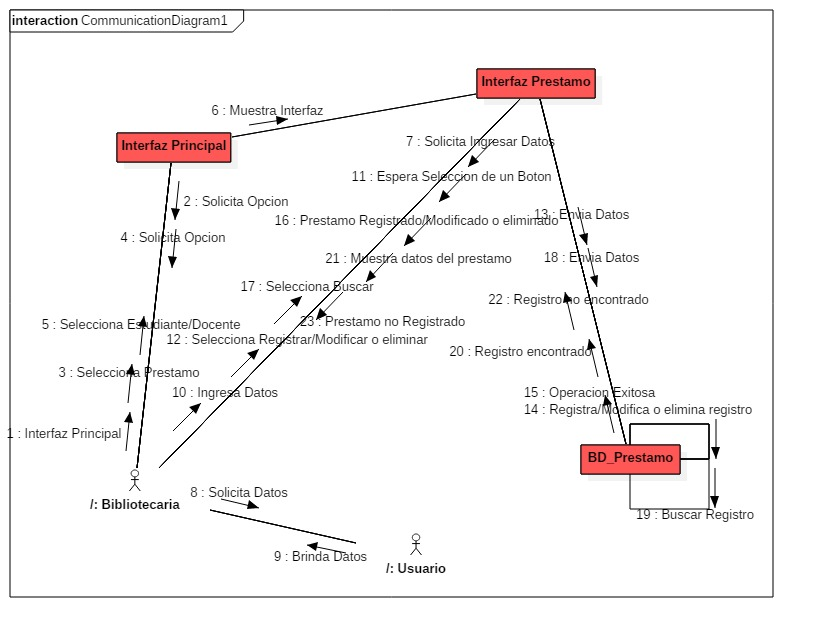 interaction CommunicationDiagram1
Interfaz Prestamo
6 : Muestra Interfaz
Interfaz Principal
7 : Solicita Ingresar Datos
11 : Espera Seleccion de un Boton
2 : Solicita Opcion
16 : Prestamo Registrado/Modificado o eliminado
13 : Envia Datos
4 : Solicita Opcion
21 : Muestra datos del prestamo
18 : Envia Datos
17 : Selecciona Buscar
22 : Registro no encontrado
5 : Selecciona Estudiante/Docente
23 : Prestamo no Registrado
12 : Selecciona Registrar/Modificar o eliminar
20 : Registro encontrado
3 : Selecciona Prestamo
10 : Ingresa Datos
15 : Operacion Exitosa
14 : Registra/Modifica o elimina registro
1 : Interfaz Principal
BD_Prestamo
8 : Solicita Datos
/: Bibliotecaria
19 : Buscar Registro
9 : Brinda Datos
/: Usuario